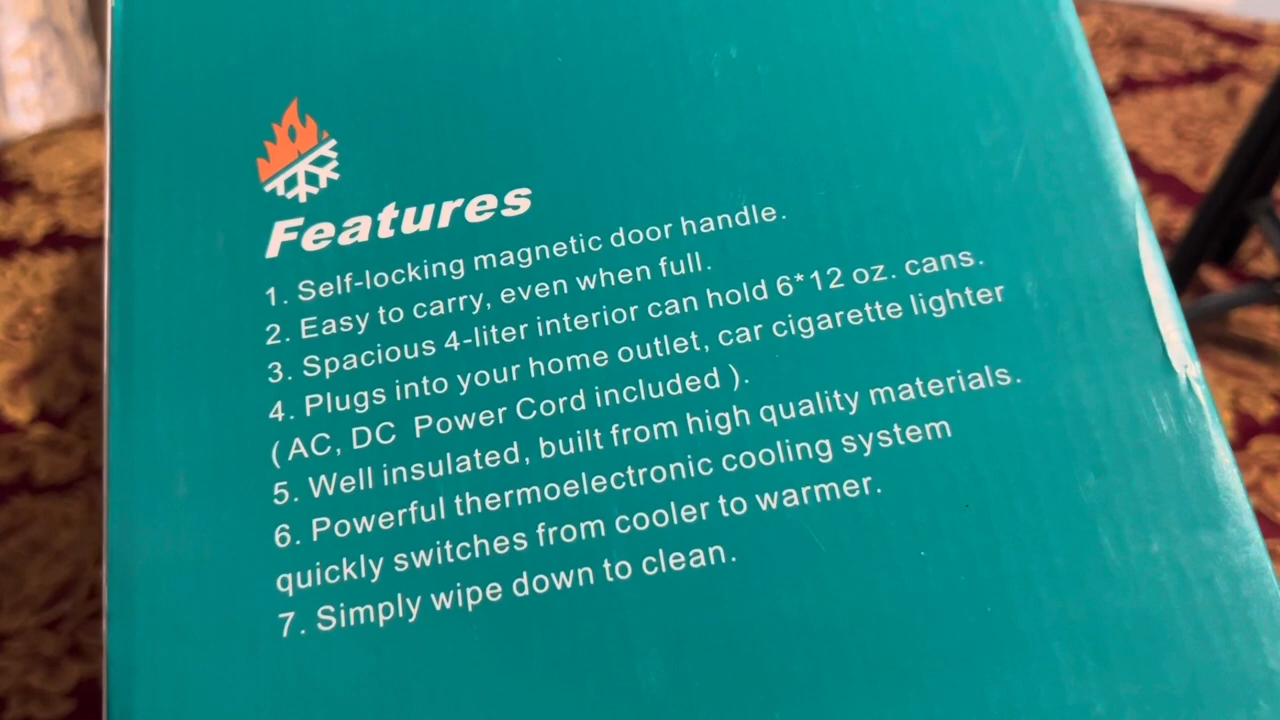 Features
1. Self-locking magnetic door handle.
2. Easy to carry, even when full.
3. Spacious 4-liter interior can hold 6*12 oz. cans.
4. Plugs into your home outlet, car cigarette lighter
( AC, DC Power Cord included ).
5. Well insulated, built from high quality materials.
6. Powerful thermoelectronic cooling system
quickly switches from cooler to warmer.
7. Simply wipe down to clean.